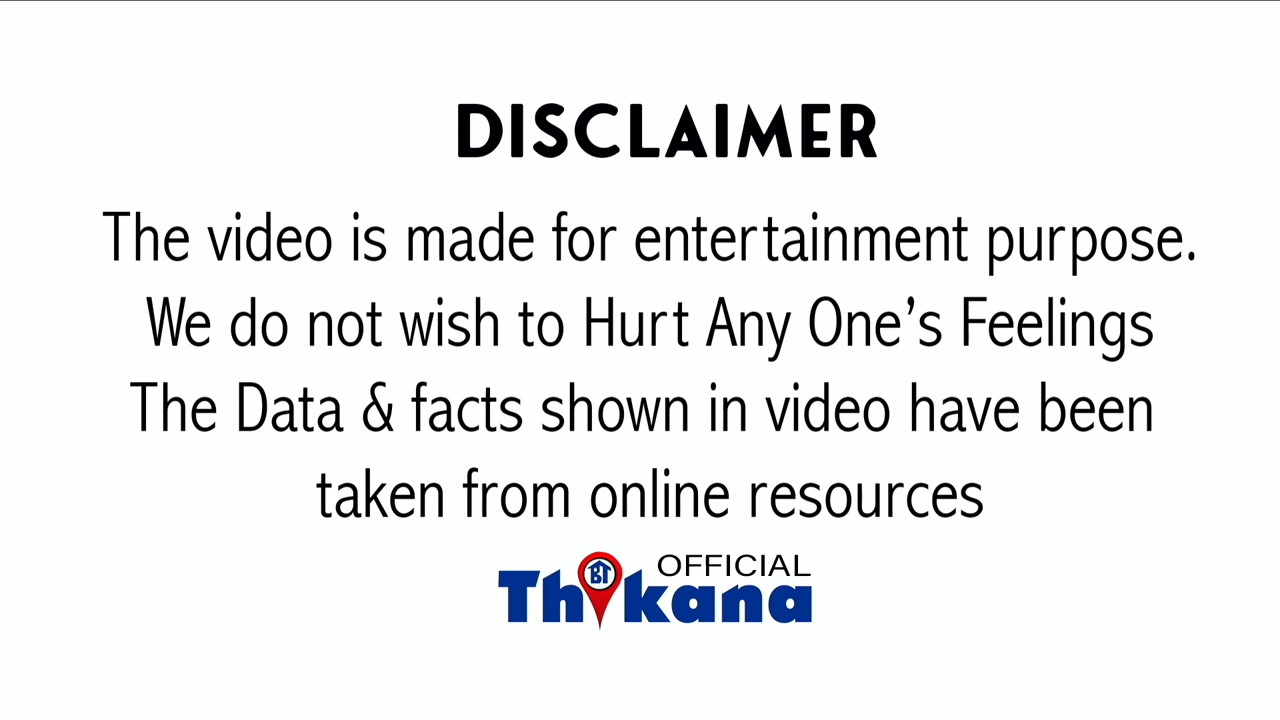 DISCLAIMER
The video is made for entertainment purpose.
We do not wish to Hurt Any One's Feelings
The Data & facts shown in video have been
taken from online resources
OFFICIAL
BT
Thikana